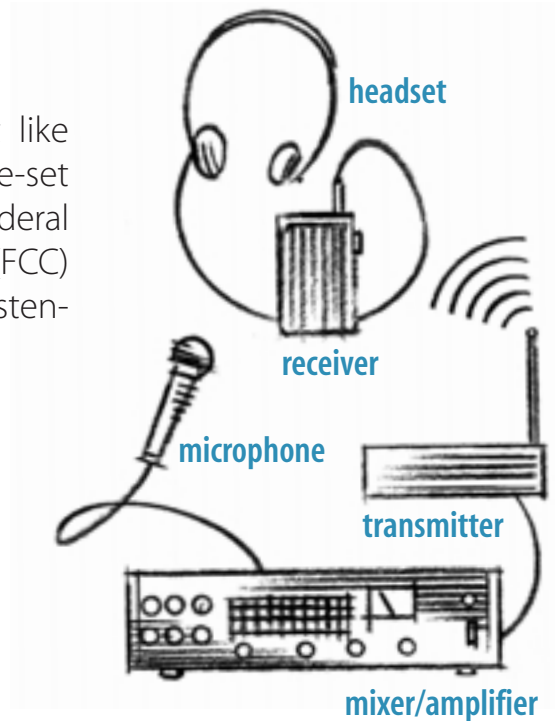 like
e-set
deral
FCC)
sten-
headset
receiver
microphone
transmitter
mixer/amplifier